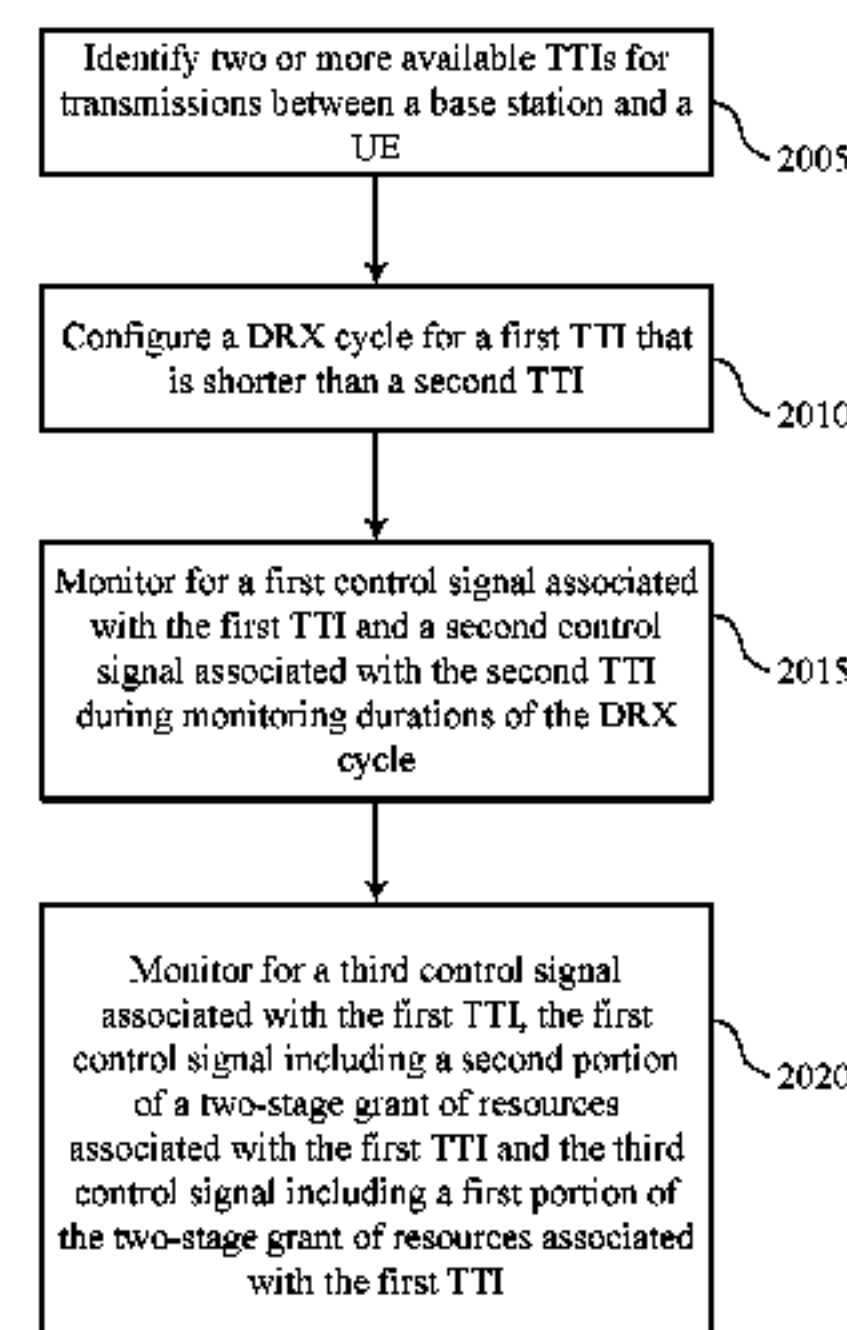 Identify two or more available TTIs for
transmissions between a base station and a
UE
2005
Configure a DRX cycle for a first TTI that
is shorter than a second TTI
2010
Monitor for a first control signal associated
with the first TTI and a second control
signal associated with the second TTI
during monitoring durations of the DRX
cycle
2015
Monitor for a third control signal
associated with the first TTI, the first
control signal including a second portion
of a two-stage grant of resources
associated with the first TTI and the third
control signal including a first portion of
the two-stage grant of resources associated
with the first TTI
2020